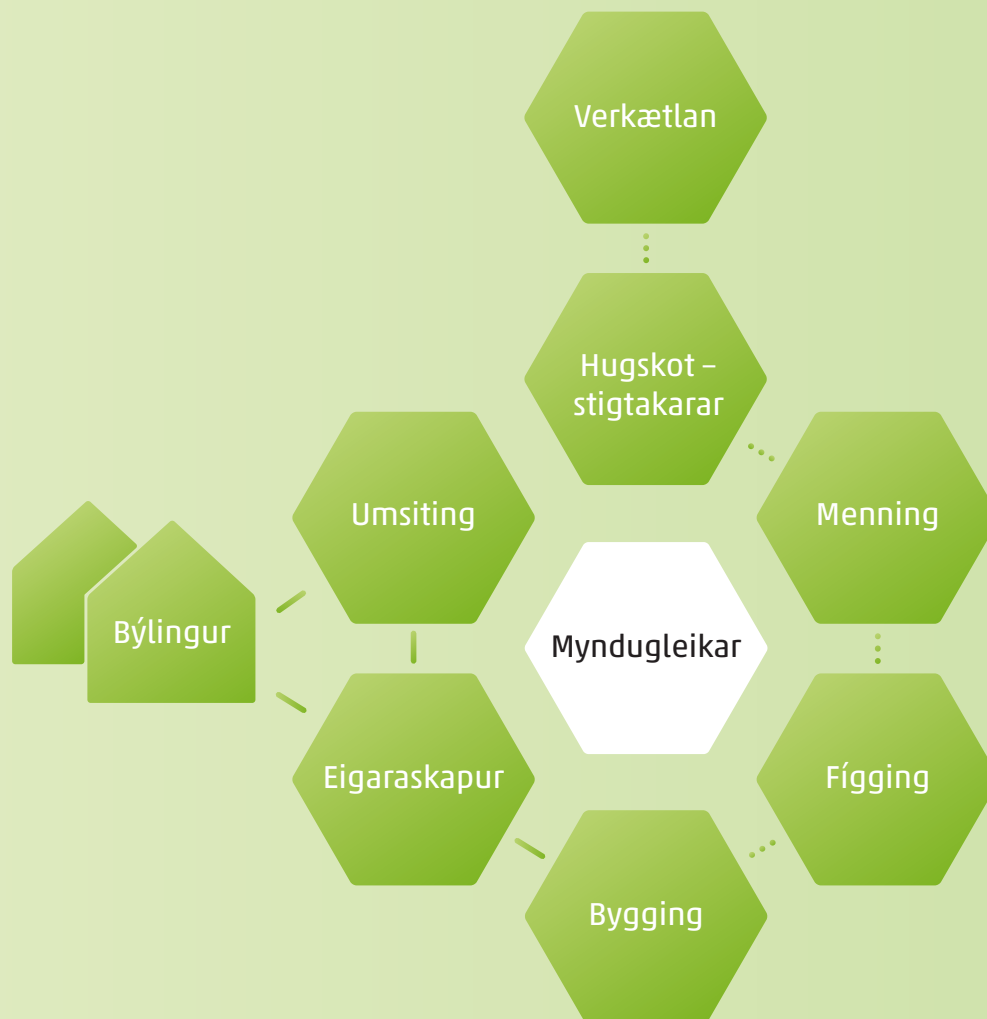 Verkætlan
Hugskot –
stigtakarar
Umsiting
Menning
Býlingur
Myndugleikar
Eigaraskapur
Fígging
Bygging